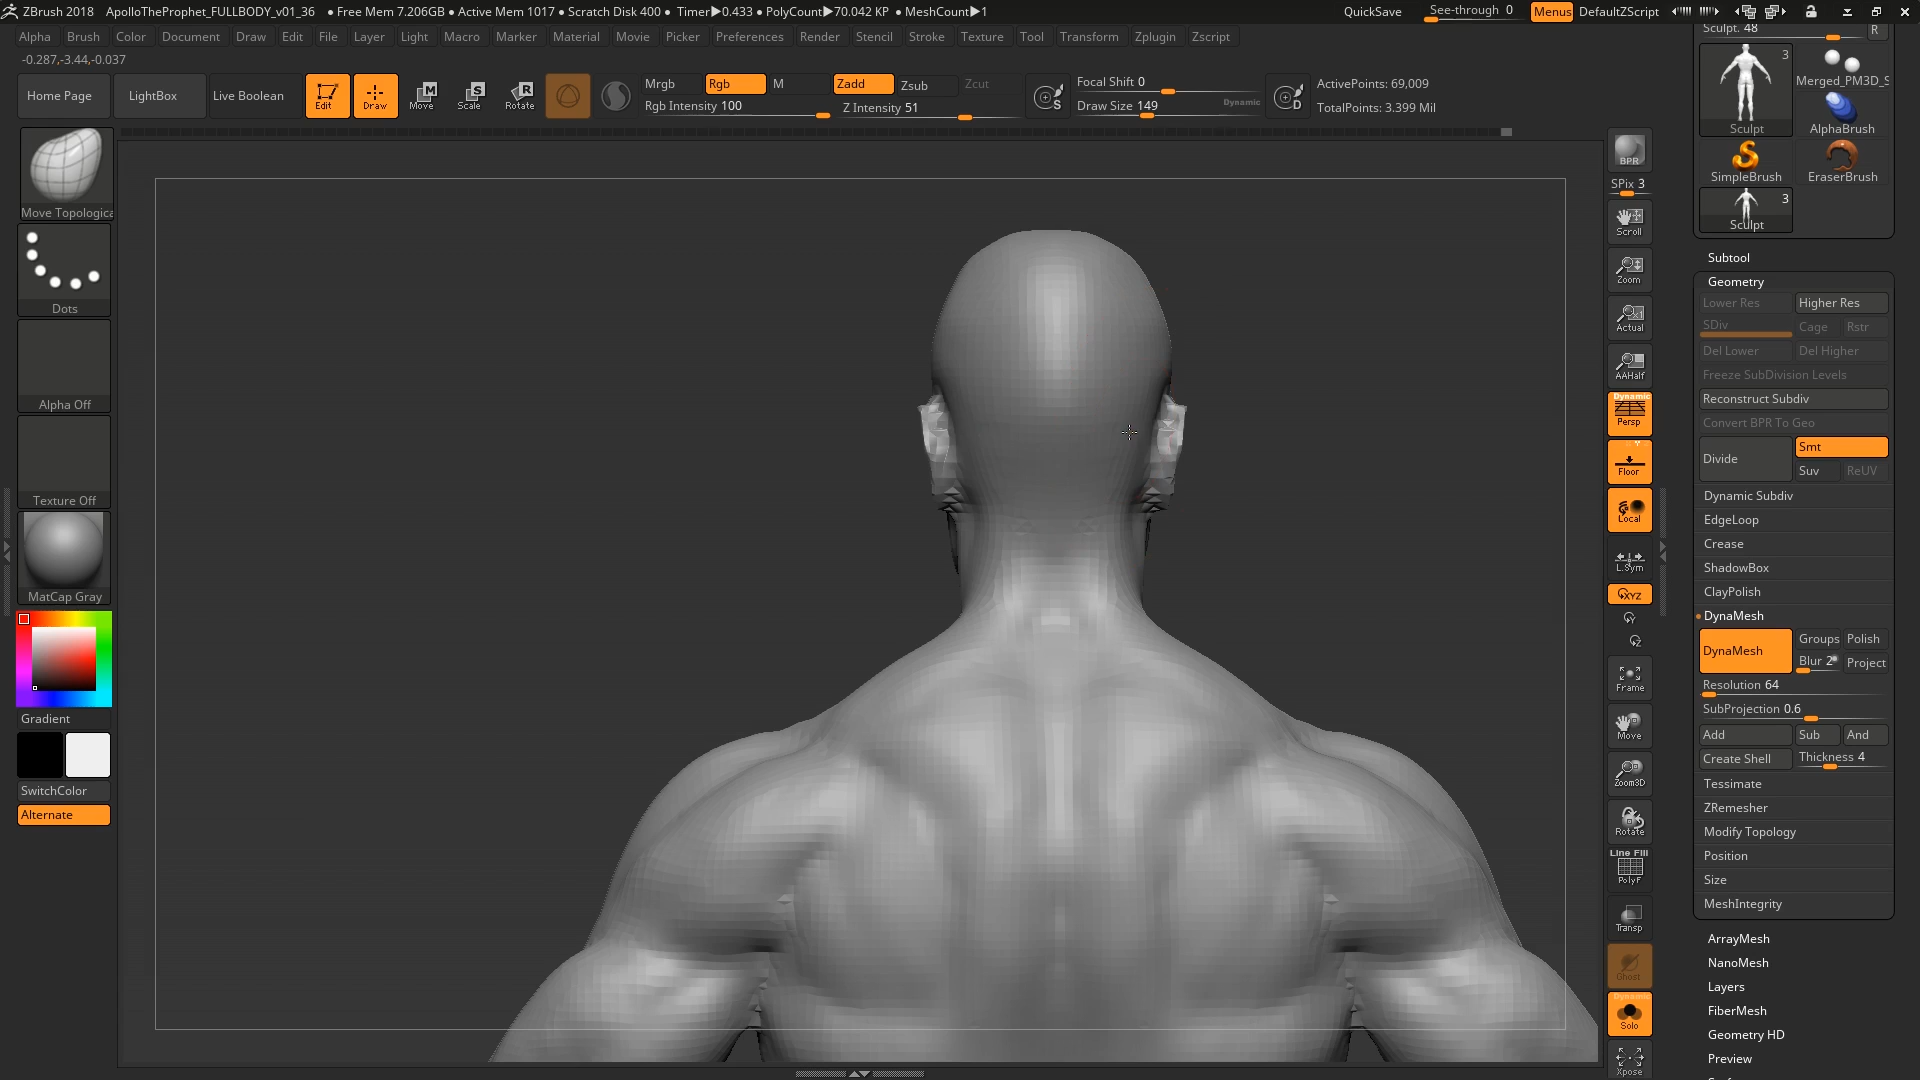 ZBrush 2018 ApolloTheProphet_FULLBODY_v01_36 • Free Mem 7.206GB • Active Mem 1017 • Scratch Disk 400 • Timer▶0.433 • PolyCount▶70.042 KP • MeshCount▶1 QuickSave See-through 0 Menus DefaultZScript
Alpha Brush Color Document Draw Edit File Layer Light Macro Marker Material Movie Picker Preferences Render Stencil Stroke Texture Tool Transform Zplugin Zscript
-0.287,-3.44,-0.037
Home Page LightBox Live Boolean Edit Draw Move Scale Rotate
Mrgb Rgb M Zadd Zsub Zcut
Rgb Intensity 100 Z Intensity 51
Focal Shift 0
Draw Size 149 Dynamic
ActivePoints: 69,009
TotalPoints: 3.399 Mil
Move Topologica
Dots
Alpha Off
Texture Off
MatCap Gray
Gradient
SwitchColor
Alternate
BPR
SPix 3
Scroll
Zoom
Actual
AAHalf
Dynamic
Persp
Floor
Local
L.Sym
XYZ
Frame
Move
Zoom3D
Rotate
Line Fill
PolyF
Transp
Ghost
Dynamic
Solo
Xpose
Sculpt. 48 R
3
Merged_PM3D_S
Sculpt AlphaBrush
SimpleBrush EraserBrush
3
Sculpt
Subtool
Geometry
Lower Res Higher Res
SDiv Cage Rstr
Del Lower Del Higher
Freeze SubDivision Levels
Reconstruct Subdiv
Convert BPR To Geo
Divide Smt
Suv ReUV
Dynamic Subdiv
EdgeLoop
Crease
ShadowBox
ClayPolish
DynaMesh
DynaMesh Groups Polish
Blur 2 Project
Resolution 64
SubProjection 0.6
Add Sub And
Create Shell Thickness 4
Tessimate
ZRemesher
Modify Topology
Position
Size
MeshIntegrity
ArrayMesh
NanoMesh
Layers
FiberMesh
Geometry HD
Preview